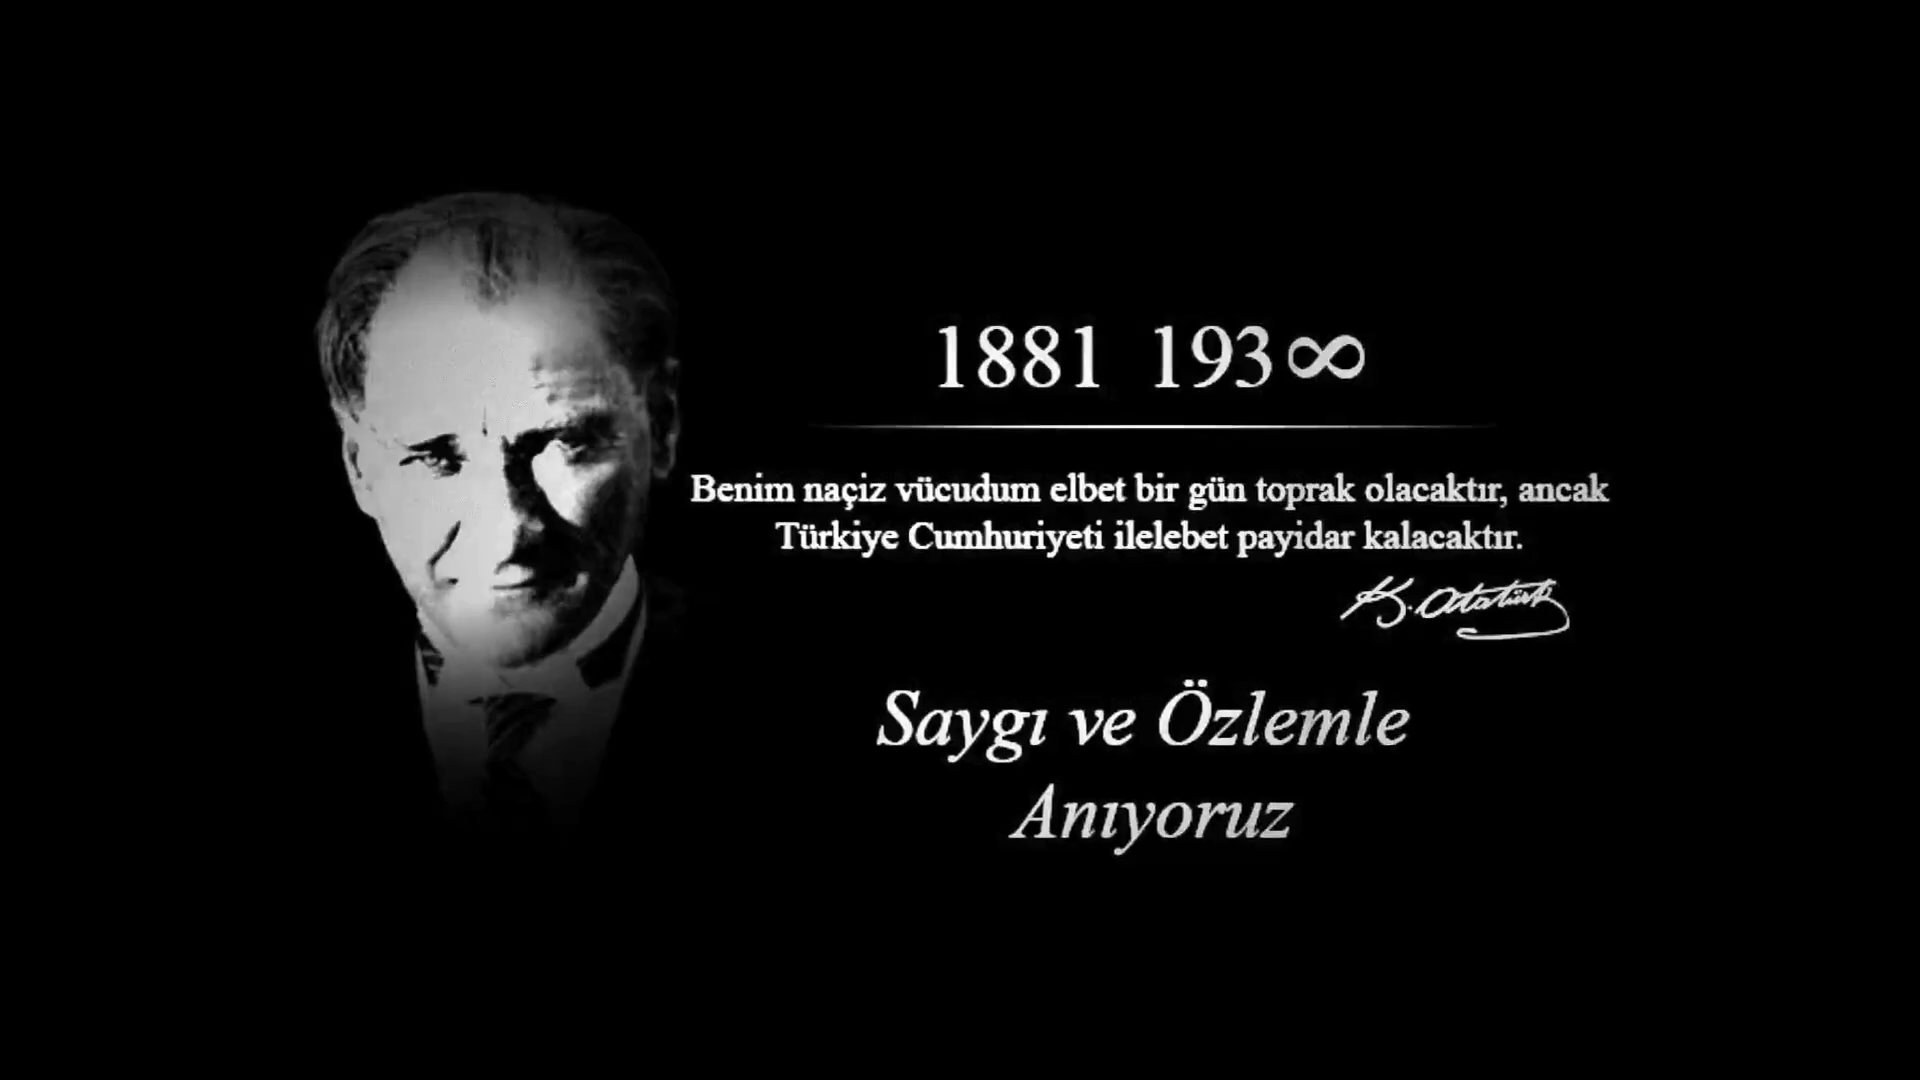 1881 193∞
Benim naçiz vücudum elbet bir gün toprak olacaktır, ancak
Türkiye Cumhuriyeti ilelebet payidar kalacaktır.
K. Atatürk
Saygı ve Özlemle
Anıyoruz